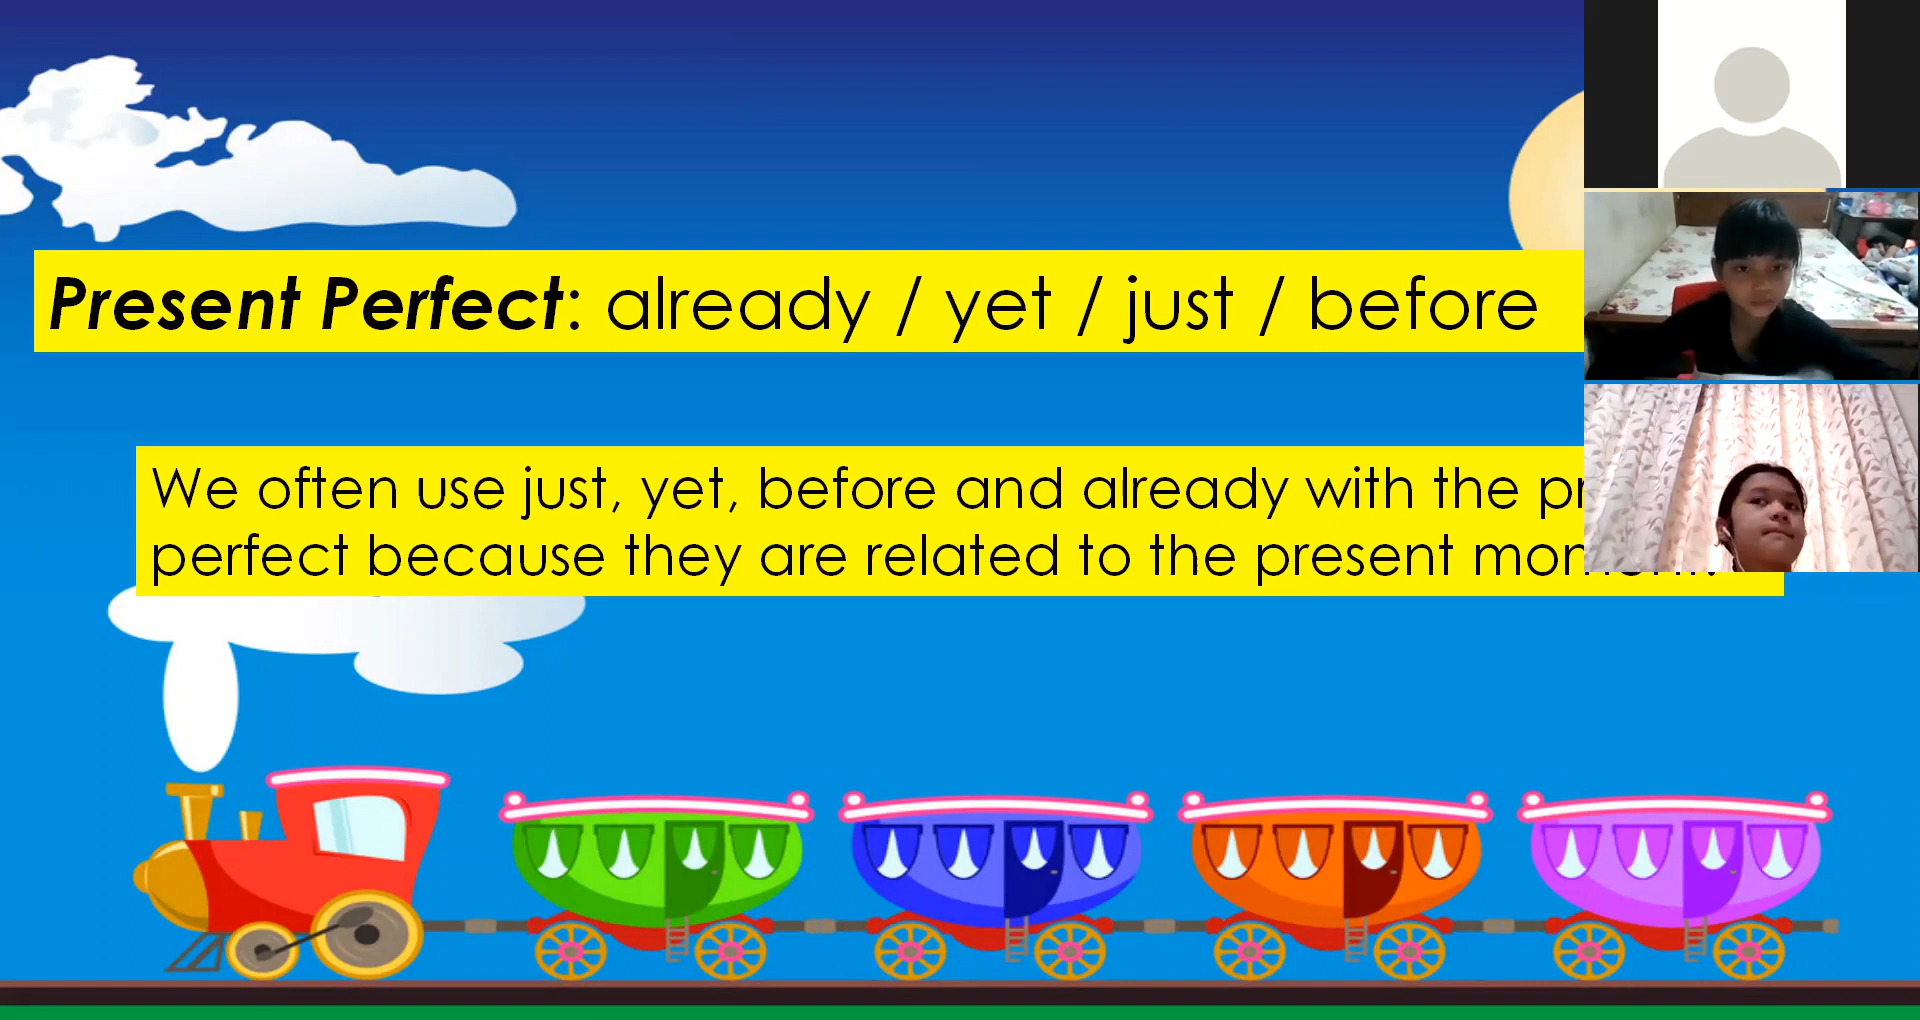 Present Perfect: already / yet / just / before
We often use just, yet, before and already with the
perfect because they are related to the present